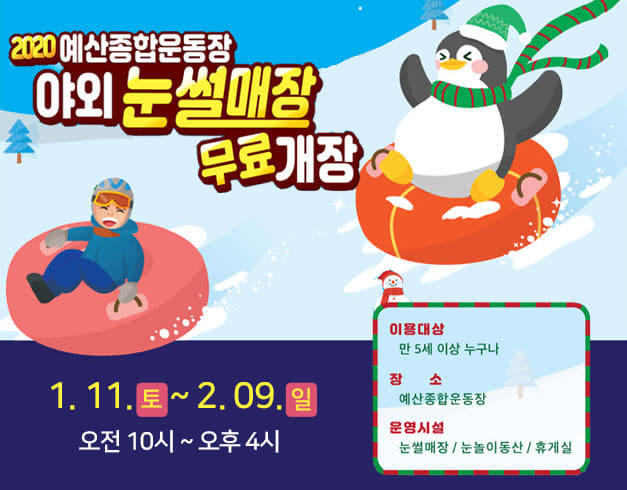 2020 예산종합운동장
야외 눈썰매장
무료개장
1. 11. 토 ~ 2. 09. 일
오전 10시 ~ 오후 4시
이용대상
만 5세 이상 누구나
장 소
예산종합운동장
운영시설
눈썰매장 / 눈놀이동산 / 휴게실